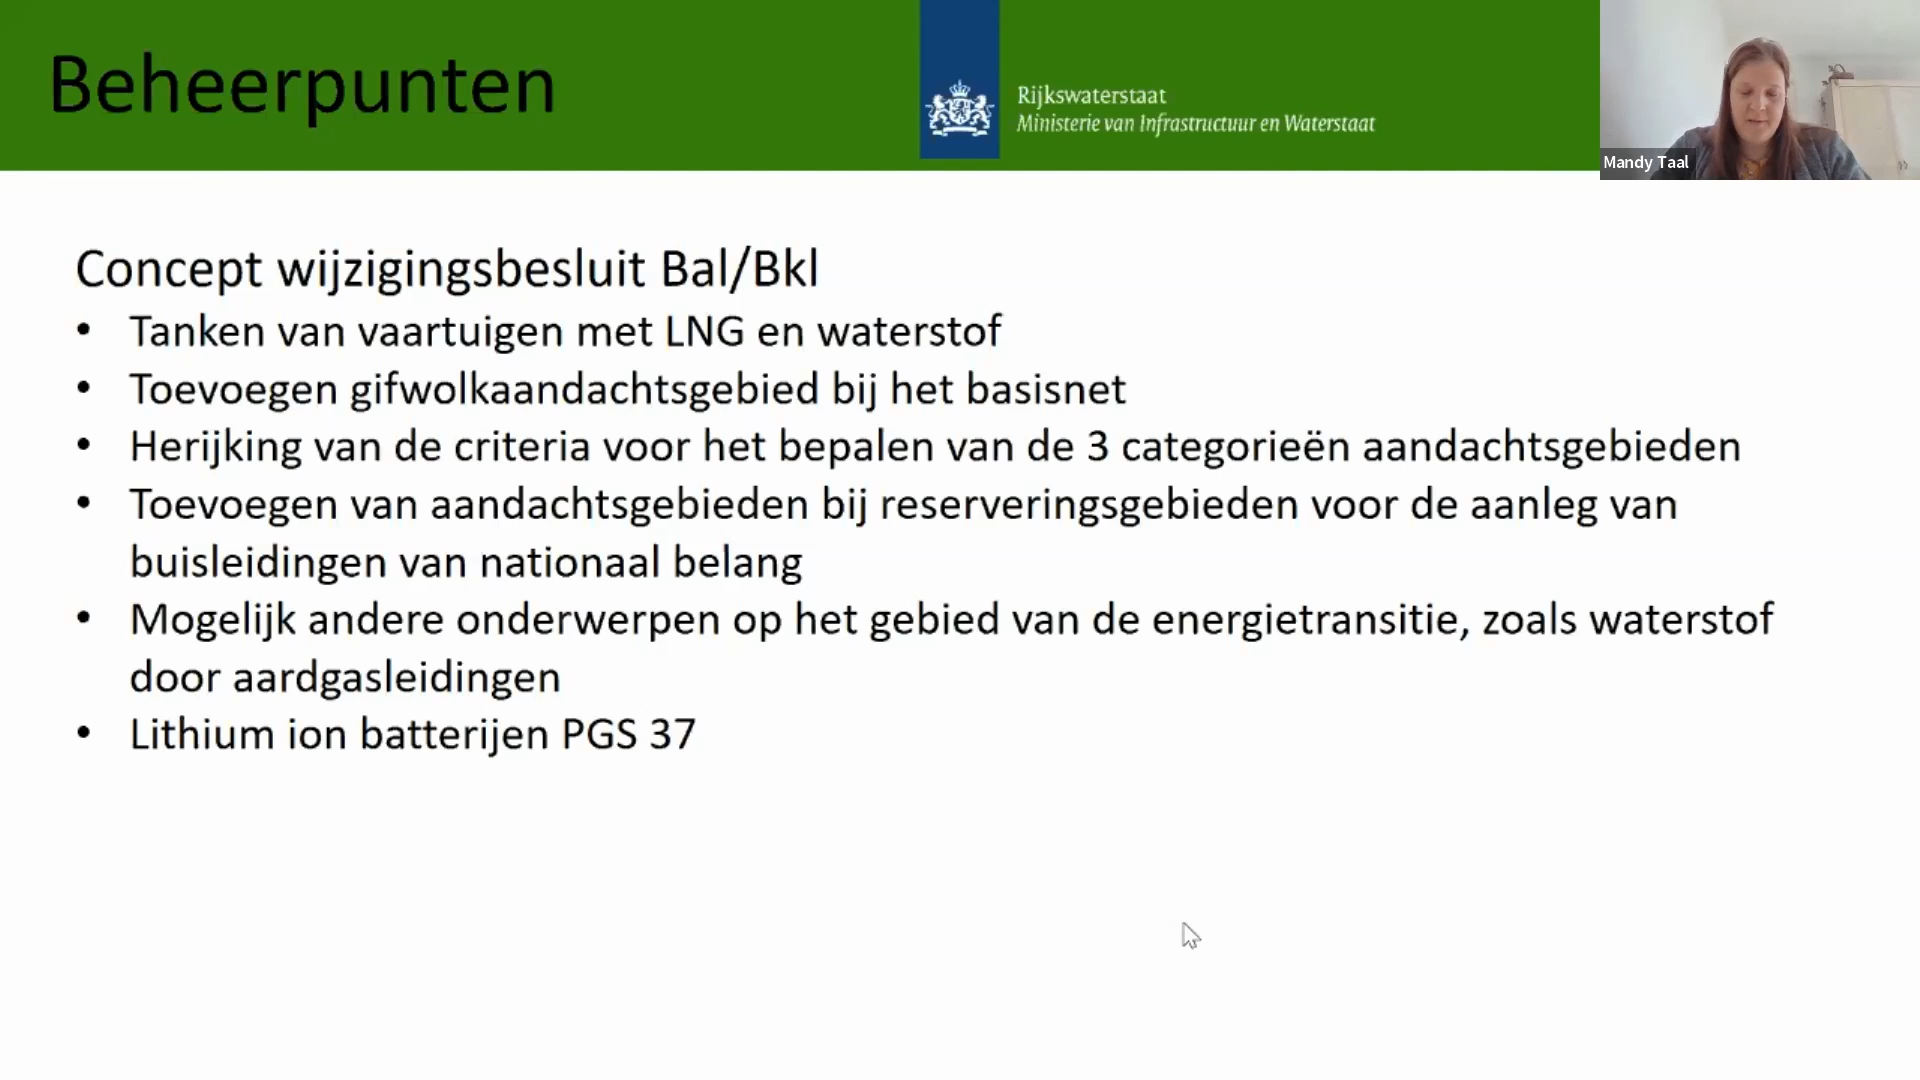 Beheerpunten
Rijkswaterstaat
Ministerie van Infrastructuur en Waterstaat
Mandy Taal
Concept wijzigingsbesluit Bal/Bkl
• Tanken van vaartuigen met LNG en waterstof
• Toevoegen gifwolkaandachtsgebied bij het basisnet
• Herijking van de criteria voor het bepalen van de 3 categorieën aandachtsgebieden
• Toevoegen van aandachtsgebieden bij reserveringsgebieden voor de aanleg van
buisleidingen van nationaal belang
• Mogelijk andere onderwerpen op het gebied van de energietransitie, zoals waterstof
door aardgasleidingen
• Lithium ion batterijen PGS 37